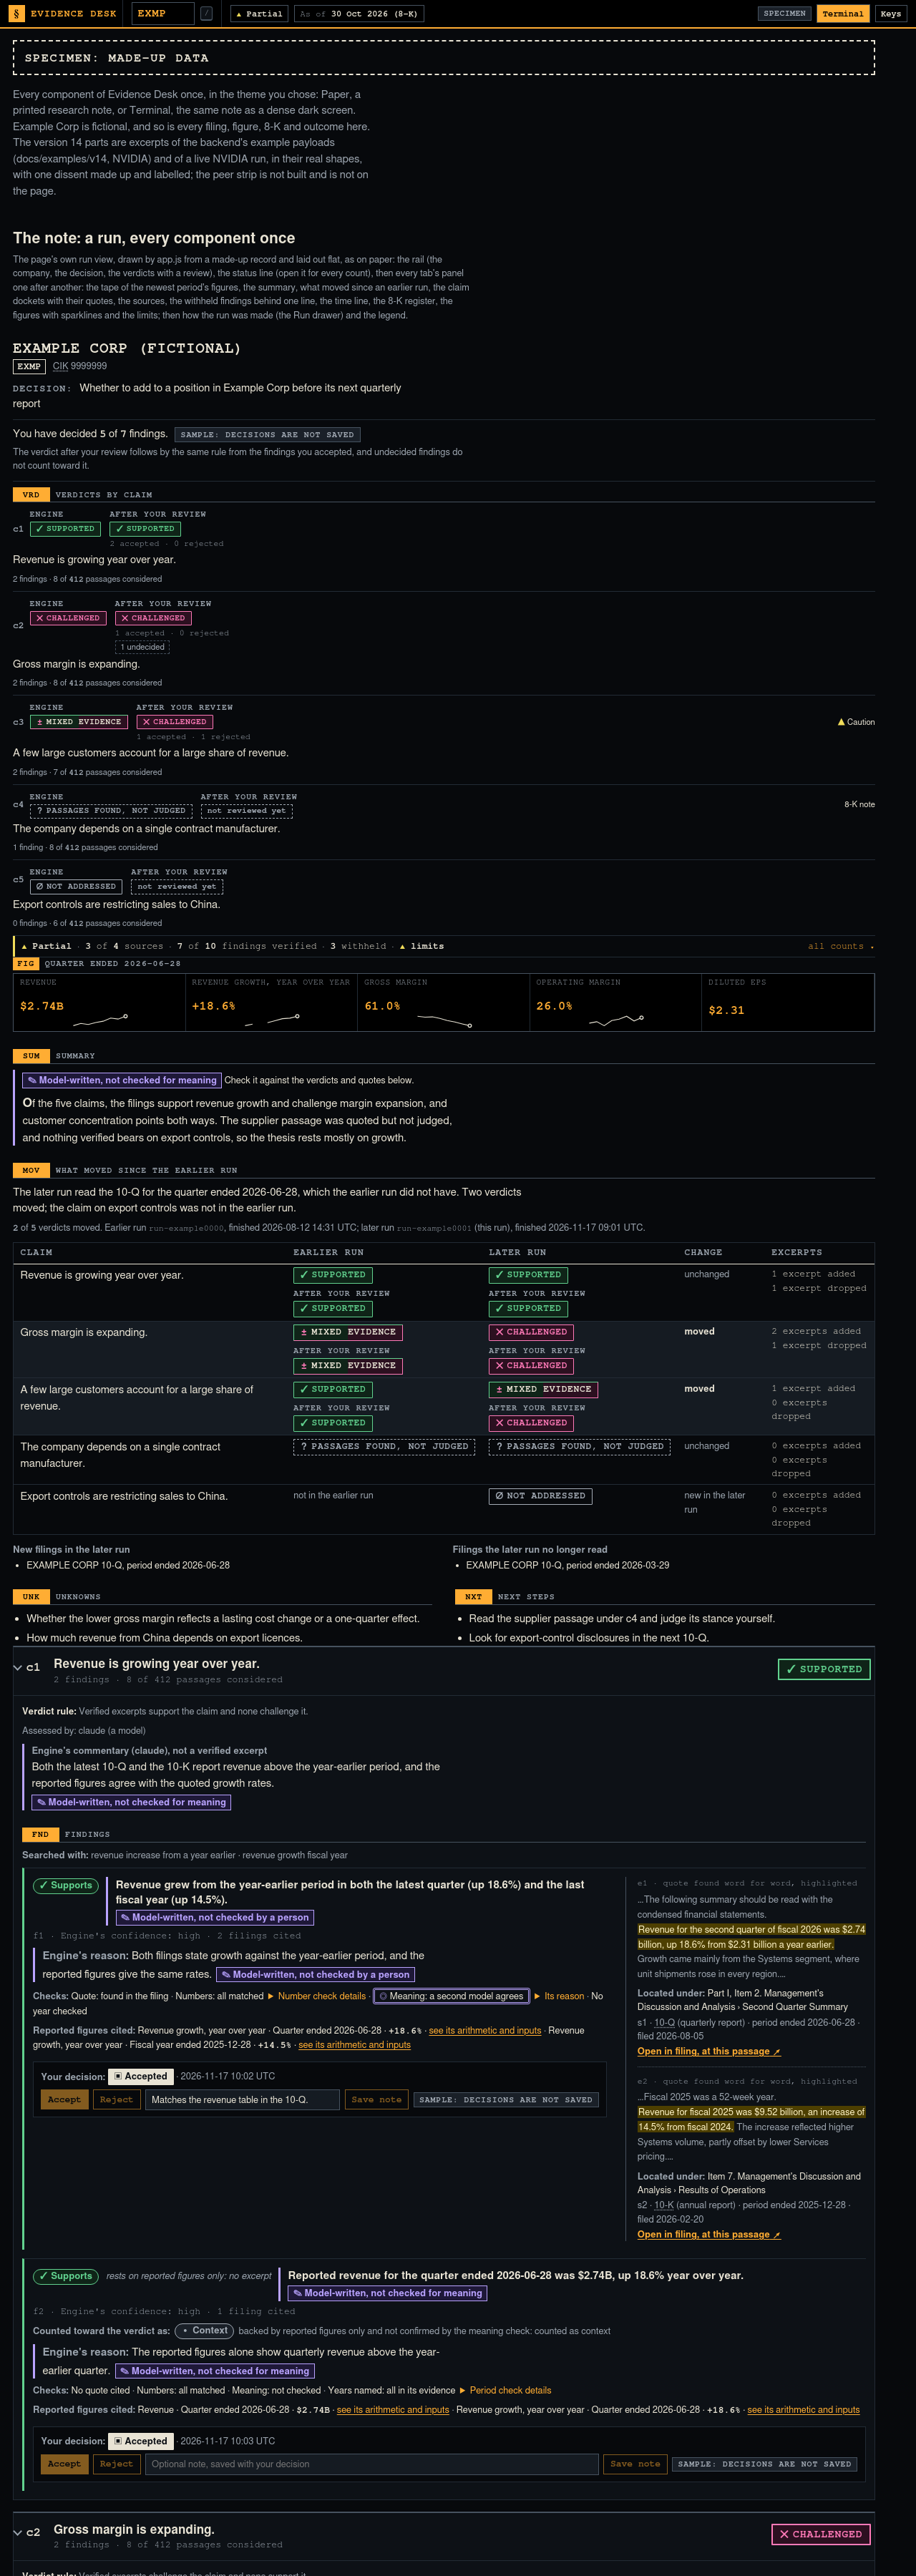 § EVIDENCE DESK EXMP / ▲ Partial As of 30 Oct 2026 (8-K) SPECIMEN Terminal Keys
SPECIMEN: MADE-UP DATA
Every component of Evidence Desk once, in the theme you chose: Paper, a
printed research note, or Terminal, the same note as a dense dark screen.
Example Corp is fictional, and so is every filing, figure, 8-K and outcome here.
The version 14 parts are excerpts of the backend's example payloads
(docs/examples/v14, NVIDIA) and of a live NVIDIA run, in their real shapes,
with one dissent made up and labelled; the peer strip is not built and is not on
the page.
The note: a run, every component once
The page's own run view, drawn by app.js from a made-up record and laid out flat, as on paper: the rail (the
company, the decision, the verdicts with a review), the status line (open it for every count), then every tab's panel
one after another: the tape of the newest period's figures, the summary, what moved since an earlier run, the claim
dockets with their quotes, the sources, the withheld findings behind one line, the time line, the 8-K register, the
figures with sparklines and the limits; then how the run was made (the Run drawer) and the legend.
EXAMPLE CORP (FICTIONAL)
EXMP CIK 9999999
DECISION: Whether to add to a position in Example Corp before its next quarterly
report
You have decided 5 of 7 findings. SAMPLE: DECISIONS ARE NOT SAVED
The verdict after your review follows by the same rule from the findings you accepted, and undecided findings do
not count toward it.
VRD VERDICTS BY CLAIM
ENGINE AFTER YOUR REVIEW
c1 ✓ SUPPORTED ✓ SUPPORTED
2 accepted · 0 rejected
Revenue is growing year over year.
2 findings · 8 of 412 passages considered
ENGINE AFTER YOUR REVIEW
c2 ✕ CHALLENGED ✕ CHALLENGED
1 accepted · 0 rejected
1 undecided
Gross margin is expanding.
2 findings · 8 of 412 passages considered
ENGINE AFTER YOUR REVIEW
c3 ± MIXED EVIDENCE ✕ CHALLENGED ▲ Caution
1 accepted · 1 rejected
A few large customers account for a large share of revenue.
2 findings · 7 of 412 passages considered
ENGINE AFTER YOUR REVIEW
c4 ? PASSAGES FOUND, NOT JUDGED not reviewed yet 8-K note
The company depends on a single contract manufacturer.
1 finding · 8 of 412 passages considered
ENGINE AFTER YOUR REVIEW
c5 Ø NOT ADDRESSED not reviewed yet
Export controls are restricting sales to China.
0 findings · 6 of 412 passages considered
▲ Partial · 3 of 4 sources · 7 of 10 findings verified · 3 withheld · ▲ limits all counts
FIG QUARTER ENDED 2026-06-28
REVENUE REVENUE GROWTH, YEAR OVER YEAR GROSS MARGIN OPERATING MARGIN DILUTED EPS
$2.74B +18.6% 61.0% 26.0% $2.31
SUM SUMMARY
✎ Model-written, not checked for meaning Check it against the verdicts and quotes below.
Of the five claims, the filings support revenue growth and challenge margin expansion, and
customer concentration points both ways. The supplier passage was quoted but not judged,
and nothing verified bears on export controls, so the thesis rests mostly on growth.
MOV WHAT MOVED SINCE THE EARLIER RUN
The later run read the 10-Q for the quarter ended 2026-06-28, which the earlier run did not have. Two verdicts
moved; the claim on export controls was not in the earlier run.
2 of 5 verdicts moved. Earlier run run-example0000, finished 2026-08-12 14:31 UTC; later run run-example0001 (this run), finished 2026-11-17 09:01 UTC.
CLAIM EARLIER RUN LATER RUN CHANGE EXCERPTS
Revenue is growing year over year. ✓ SUPPORTED ✓ SUPPORTED unchanged 1 excerpt added
AFTER YOUR REVIEW AFTER YOUR REVIEW 1 excerpt dropped
✓ SUPPORTED ✓ SUPPORTED
Gross margin is expanding. ± MIXED EVIDENCE ✕ CHALLENGED moved 2 excerpts added
AFTER YOUR REVIEW AFTER YOUR REVIEW 1 excerpt dropped
± MIXED EVIDENCE ✕ CHALLENGED
A few large customers account for a large share of ✓ SUPPORTED ± MIXED EVIDENCE moved 1 excerpt added
revenue. AFTER YOUR REVIEW AFTER YOUR REVIEW 0 excerpts
✓ SUPPORTED ✕ CHALLENGED dropped
The company depends on a single contract ? PASSAGES FOUND, NOT JUDGED ? PASSAGES FOUND, NOT JUDGED unchanged 0 excerpts added
manufacturer. 0 excerpts
dropped
Export controls are restricting sales to China. not in the earlier run Ø NOT ADDRESSED new in the later 0 excerpts added
run 0 excerpts
dropped
New filings in the later run Filings the later run no longer read
• EXAMPLE CORP 10-Q, period ended 2026-06-28 • EXAMPLE CORP 10-Q, period ended 2026-03-29
UNK UNKNOWNS NXT NEXT STEPS
• Whether the lower gross margin reflects a lasting cost change or a one-quarter effect. • Read the supplier passage under c4 and judge its stance yourself.
• How much revenue from China depends on export licences. • Look for export-control disclosures in the next 10-Q.
c1 Revenue is growing year over year. ✓ SUPPORTED
2 findings · 8 of 412 passages considered
Verdict rule: Verified excerpts support the claim and none challenge it.
Assessed by: claude (a model)
Engine's commentary (claude), not a verified excerpt
Both the latest 10-Q and the 10-K report revenue above the year-earlier period, and the
reported figures agree with the quoted growth rates.
✎ Model-written, not checked for meaning
FND FINDINGS
Searched with: revenue increase from a year earlier · revenue growth fiscal year
✓ Supports Revenue grew from the year-earlier period in both the latest quarter (up 18.6%) and the last
fiscal year (up 14.5%).
✎ Model-written, not checked by a person
f1 · Engine's confidence: high · 2 filings cited
Engine's reason: Both filings state growth against the year-earlier period, and the
reported figures give the same rates. ✎ Model-written, not checked by a person
Checks: Quote: found in the filing · Numbers: all matched ▶ Number check details · ◎ Meaning: a second model agrees ▶ Its reason · No
year checked
Reported figures cited: Revenue growth, year over year · Quarter ended 2026-06-28 · +18.6% · see its arithmetic and inputs · Revenue
growth, year over year · Fiscal year ended 2025-12-28 · +14.5% · see its arithmetic and inputs
Your decision: ▣ Accepted · 2026-11-17 10:02 UTC
Accept Reject Matches the revenue table in the 10-Q. Save note SAMPLE: DECISIONS ARE NOT SAVED
e1 · quote found word for word, highlighted
…The following summary should be read with the
condensed financial statements.
Revenue for the second quarter of fiscal 2026 was $2.74
billion, up 18.6% from $2.31 billion a year earlier.
Growth came mainly from the Systems segment, where
unit shipments rose in every region.…
Located under: Part I, Item 2. Management's
Discussion and Analysis › Second Quarter Summary
s1 · 10-Q (quarterly report) · period ended 2026-06-28 ·
filed 2026-08-05
Open in filing, at this passage ↗
e2 · quote found word for word, highlighted
…Fiscal 2025 was a 52-week year.
Revenue for fiscal 2025 was $9.52 billion, an increase of
14.5% from fiscal 2024. The increase reflected higher
Systems volume, partly offset by lower Services
pricing.…
Located under: Item 7. Management's Discussion and
Analysis › Results of Operations
s2 · 10-K (annual report) · period ended 2025-12-28 ·
filed 2026-02-20
Open in filing, at this passage ↗
✓ Supports rests on reported figures only: no excerpt Reported revenue for the quarter ended 2026-06-28 was $2.74B, up 18.6% year over year.
✎ Model-written, not checked for meaning
f2 · Engine's confidence: high · 1 filing cited
Counted toward the verdict as: • Context backed by reported figures only and not confirmed by the meaning check: counted as context
Engine's reason: The reported figures alone show quarterly revenue above the year-
earlier quarter. ✎ Model-written, not checked for meaning
Checks: No quote cited · Numbers: all matched · Meaning: not checked · Years named: all in its evidence ▶ Period check details
Reported figures cited: Revenue · Quarter ended 2026-06-28 · $2.74B · see its arithmetic and inputs · Revenue growth, year over year · Quarter ended 2026-06-28 · +18.6% · see its arithmetic and inputs
Your decision: ▣ Accepted · 2026-11-17 10:03 UTC
Accept Reject Optional note, saved with your decision Save note SAMPLE: DECISIONS ARE NOT SAVED
c2 Gross margin is expanding. ✕ CHALLENGED
2 findings · 8 of 412 passages considered
Verdict rule: Verified excerpts challenge the claim and none support it.